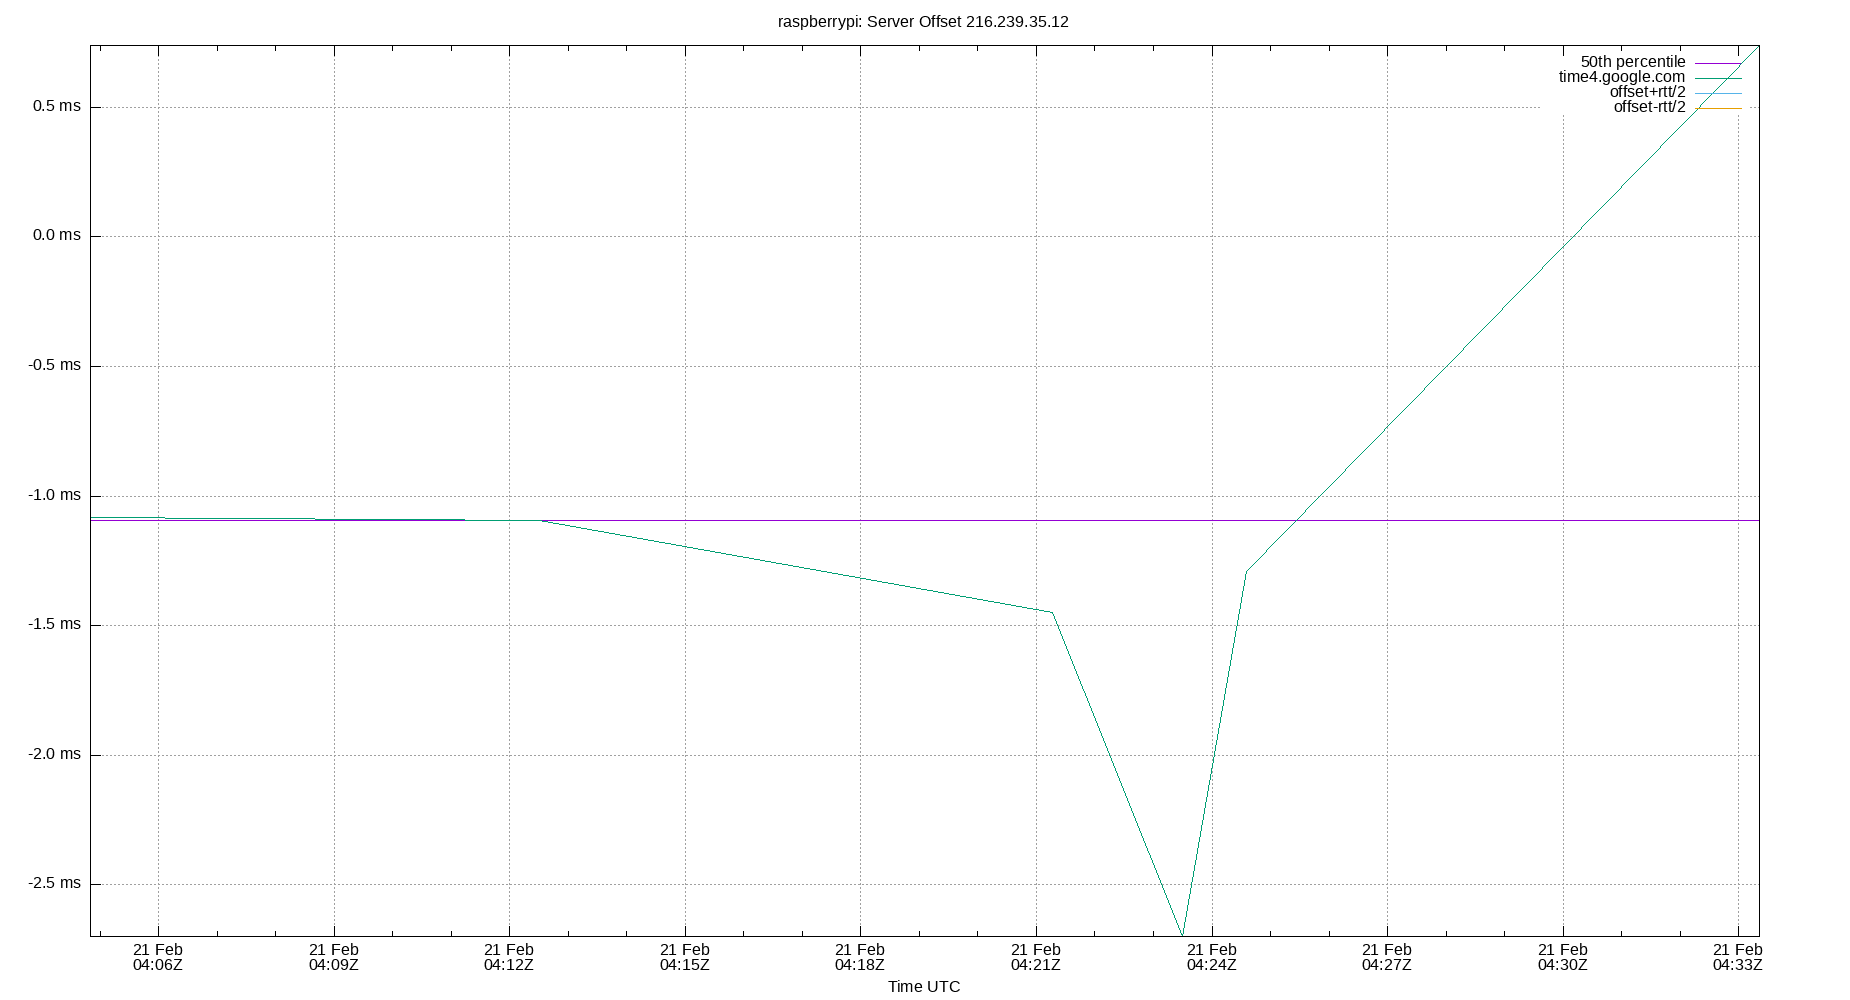 raspberrypi: Server Offset 216.239.35.12
50th percentile
time4.google.com
offset+rtt/2
offset-rtt/2
0.5 ms
0.0 ms
-0.5 ms
-1.0 ms
-1.5 ms
-2.0 ms
-2.5 ms
21 Feb 21 Feb 21 Feb 21 Feb 21 Feb 21 Feb 21 Feb 21 Feb 21 Feb 21 Feb
04:06Z 04:09Z 04:12Z 04:15Z 04:18Z 04:21Z 04:24Z 04:27Z 04:30Z 04:33Z
Time UTC